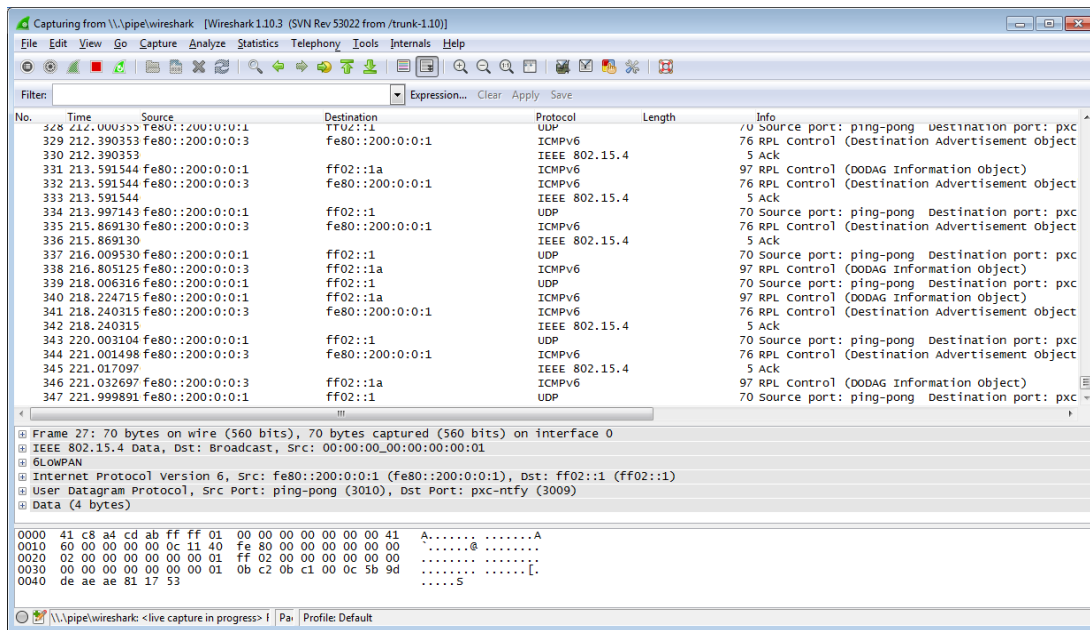 Capturing from \\.\pipe\wireshark [Wireshark 1.10.3 (SVN Rev 53022 from /trunk-1.10)]
File Edit View Go Capture Analyze Statistics Telephony Tools Internals Help
Filter: Expression... Clear Apply Save
No. Time Source Destination Protocol Length Info
328 212.000355 fe80::200:0:0:1 ff02::1 UDP 70 Source port: ping-pong Destination port: pxc
329 212.390353 fe80::200:0:0:3 fe80::200:0:0:1 ICMPv6 76 RPL Control (Destination Advertisement Object
330 212.390353 IEEE 802.15.4 5 Ack
331 213.591544 fe80::200:0:0:1 ff02::1a ICMPv6 97 RPL Control (DODAG Information Object)
332 213.591544 fe80::200:0:0:3 fe80::200:0:0:1 ICMPv6 76 RPL Control (Destination Advertisement Object
333 213.591544 IEEE 802.15.4 5 Ack
334 213.997143 fe80::200:0:0:1 ff02::1 UDP 70 Source port: ping-pong Destination port: pxc
335 215.869130 fe80::200:0:0:3 fe80::200:0:0:1 ICMPv6 76 RPL Control (Destination Advertisement Object
336 215.869130 IEEE 802.15.4 5 Ack
337 216.009530 fe80::200:0:0:1 ff02::1 UDP 70 Source port: ping-pong Destination port: pxc
338 216.805125 fe80::200:0:0:3 ff02::1a ICMPv6 97 RPL Control (DODAG Information Object)
339 218.006316 fe80::200:0:0:1 ff02::1 UDP 70 Source port: ping-pong Destination port: pxc
340 218.224715 fe80::200:0:0:1 ff02::1a ICMPv6 97 RPL Control (DODAG Information Object)
341 218.240315 fe80::200:0:0:3 fe80::200:0:0:1 ICMPv6 76 RPL Control (Destination Advertisement Object
342 218.240315 IEEE 802.15.4 5 Ack
343 220.003104 fe80::200:0:0:1 ff02::1 UDP 70 Source port: ping-pong Destination port: pxc
344 221.001498 fe80::200:0:0:3 fe80::200:0:0:1 ICMPv6 76 RPL Control (Destination Advertisement Object
345 221.017097 IEEE 802.15.4 5 Ack
346 221.032697 fe80::200:0:0:3 ff02::1a ICMPv6 97 RPL Control (DODAG Information Object)
347 221.999891 fe80::200:0:0:1 ff02::1 UDP 70 Source port: ping-pong Destination port: pxc
Frame 27: 70 bytes on wire (560 bits), 70 bytes captured (560 bits) on interface 0
IEEE 802.15.4 Data, Dst: Broadcast, Src: 00:00:00_00:00:00:00:01
6LoWPAN
Internet Protocol Version 6, Src: fe80::200:0:0:1 (fe80::200:0:0:1), Dst: ff02::1 (ff02::1)
User Datagram Protocol, Src Port: ping-pong (3010), Dst Port: pxc-ntfy (3009)
Data (4 bytes)
0000 41 c8 a4 cd ab ff ff 01 00 00 00 00 00 00 00 41 A....... .......A
0010 60 00 00 00 00 0c 11 40 fe 80 00 00 00 00 00 00 `......@ ........
0020 02 00 00 00 00 00 00 01 ff 02 00 00 00 00 00 00 ........ ........
0030 00 00 00 00 00 00 00 01 0b c2 0b c1 00 0c 5b 9d ........ ......[.
0040 de ae ae 81 17 53 .....S
\\.\pipe\wireshark: <live capture in progress> F Pa Profile: Default